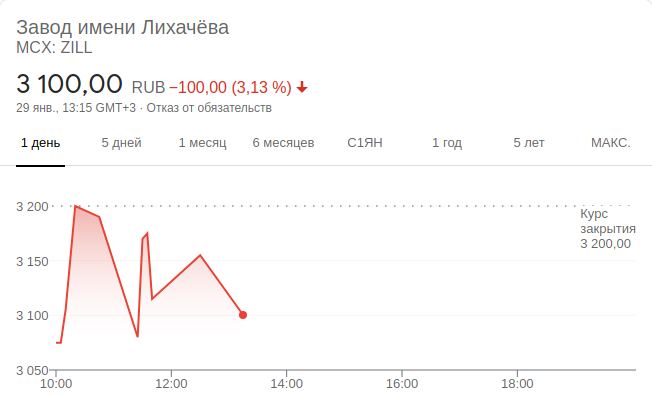 Завод имени Лихачёва
MCX: ZILL
3 100,00 RUB −100,00 (3,13 %) ↓
29 янв., 13:15 GMT+3 · Отказ от обязательств
1 день 5 дней 1 месяц 6 месяцев С1ЯН 1 год 5 лет МАКС.
3 200
Курс
закрытия
3 200,00
3 150
3 100
3 050
10:00 12:00 14:00 16:00 18:00